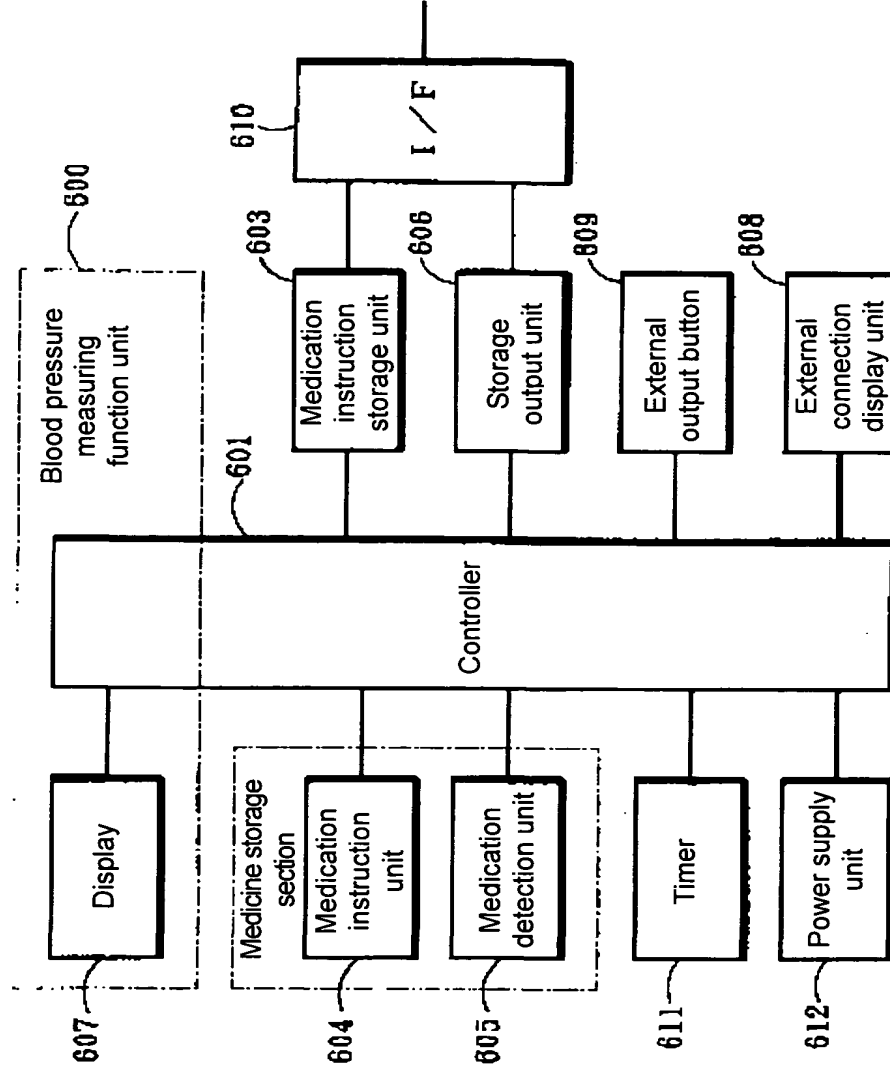 600
Blood pressure
measuring
function unit
607
Display
601
Controller
Medicine storage
section
604
Medication
instruction
unit
605
Medication
detection unit
611
Timer
612
Power supply
unit
603
Medication
instruction
storage unit
606
Storage
output unit
609
External
output button
608
External
connection
display unit
610
I/F